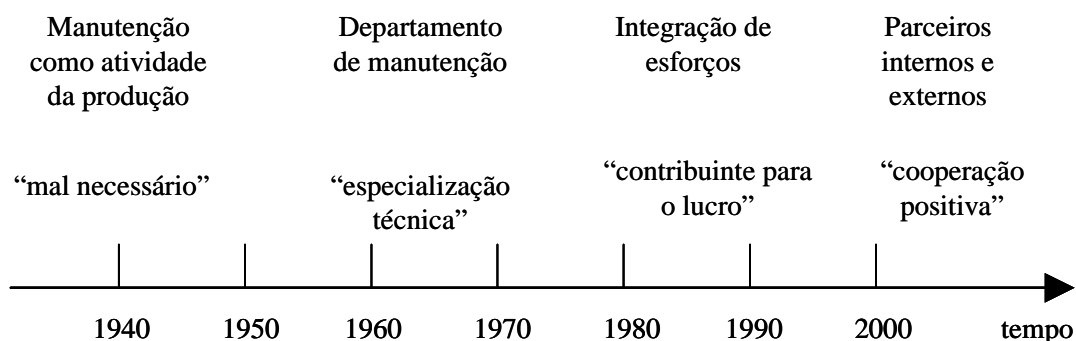 Manutenção
como atividade
da produção
Departamento
de manutenção
Integração de
esforços
Parceiros
internos e
externos
“mal necessário”
“especialização
técnica”
“contribuinte para
o lucro”
“cooperação
positiva”
1940 1950 1960 1970 1980 1990 2000 tempo